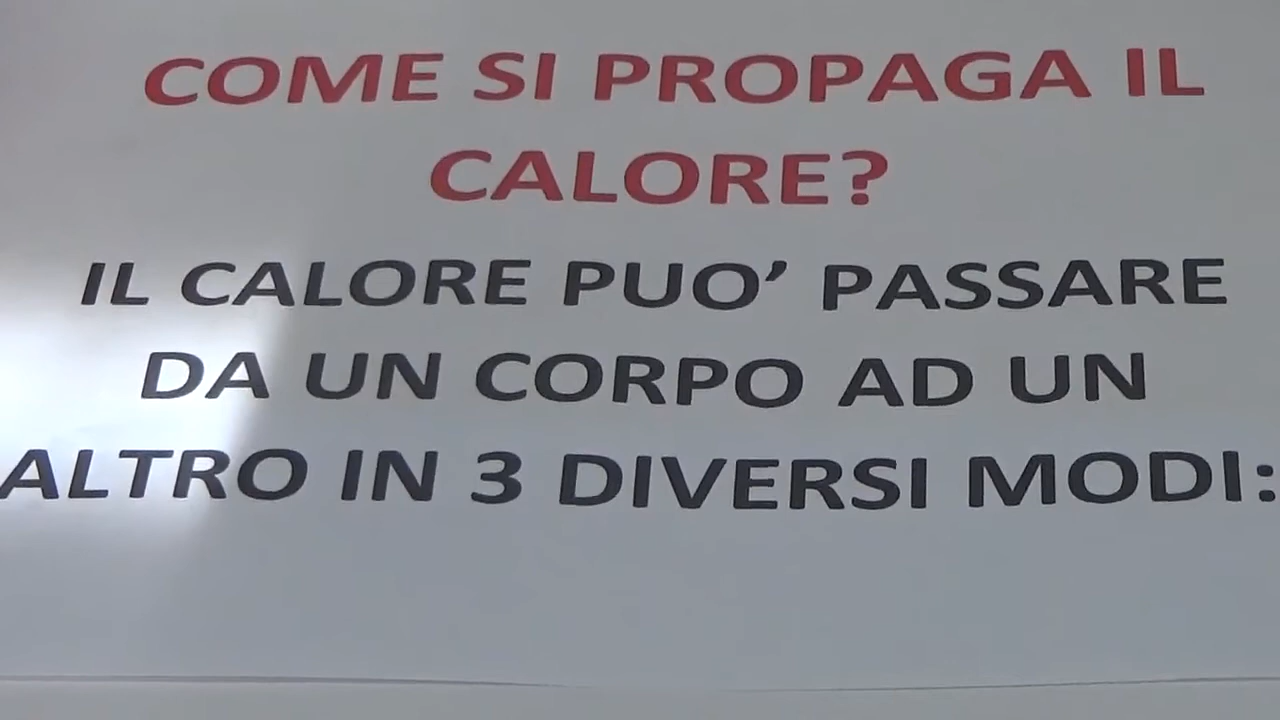 COME SI PROPAGA IL
CALORE?
IL CALORE PUO' PASSARE
DA UN CORPO AD UN
ALTRO IN 3 DIVERSI MODI: